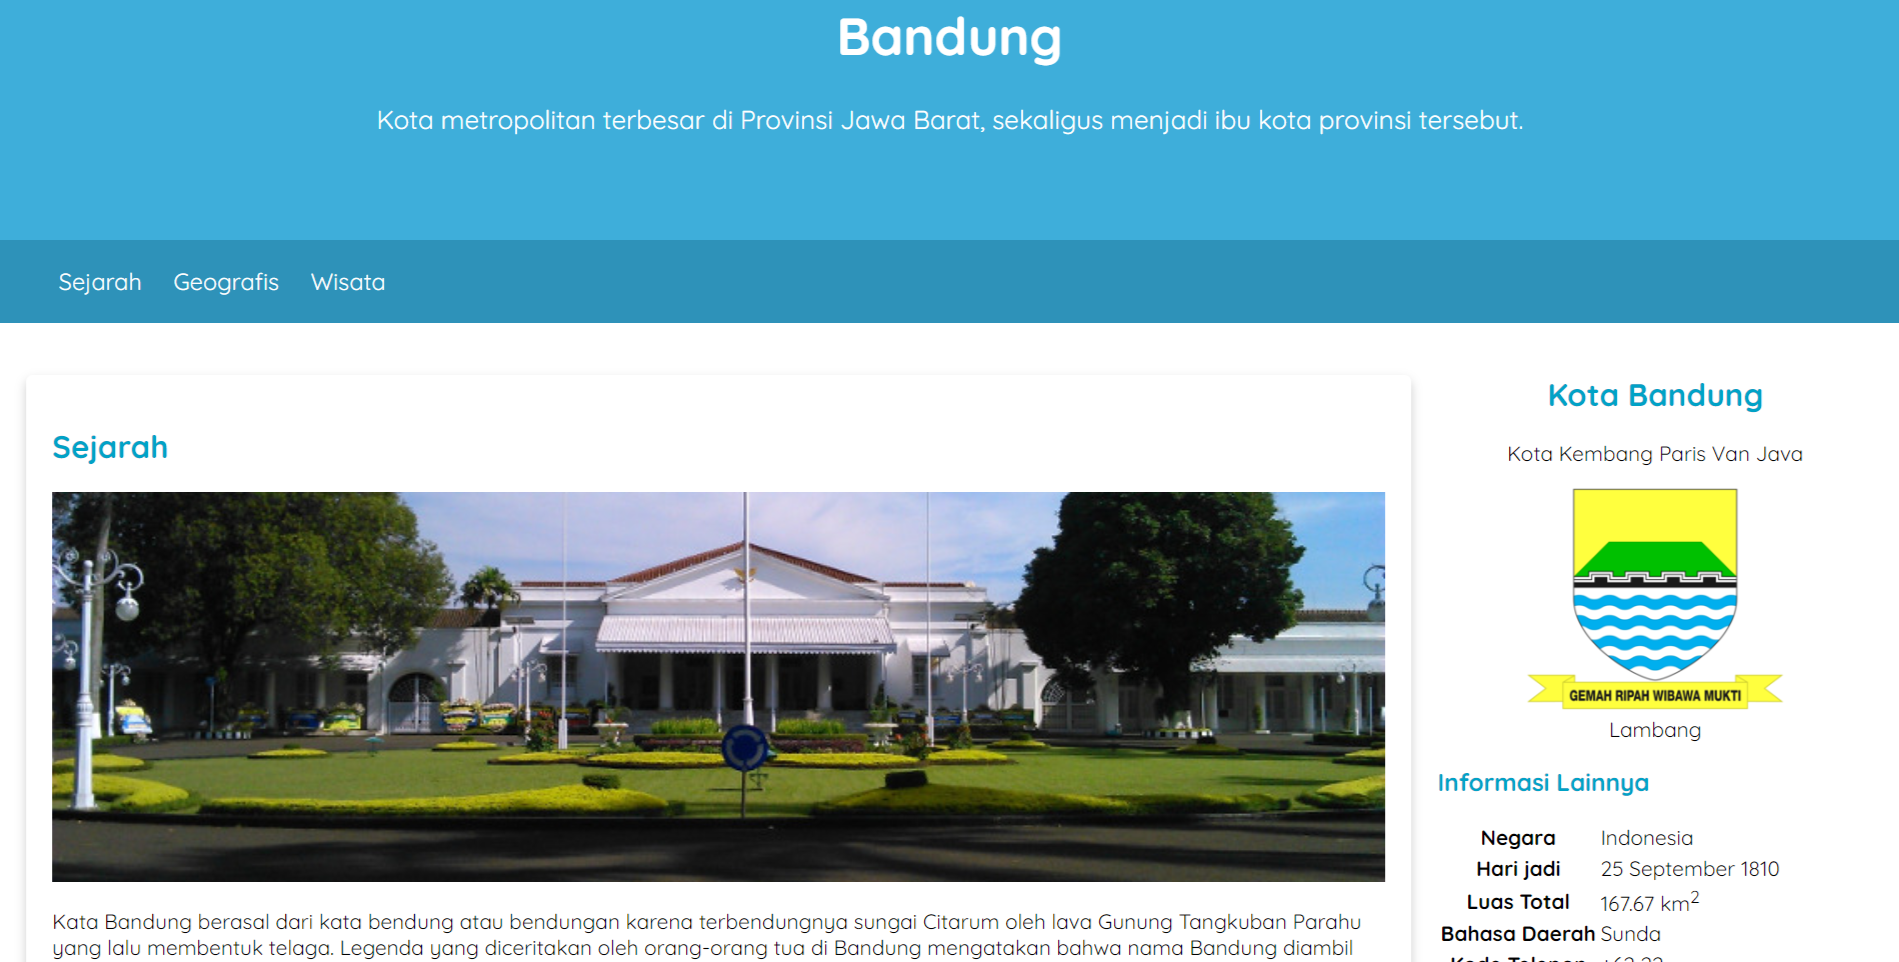 Bandung
Kota metropolitan terbesar di Provinsi Jawa Barat, sekaligus menjadi ibu kota provinsi tersebut.
Sejarah
Geografis
Wisata
Sejarah
Kata Bandung berasal dari kata bendung atau bendungan karena terbendungnya sungai Citarum oleh lava Gunung Tangkuban Parahu
yang lalu membentuk telaga. Legenda yang diceritakan oleh orang-orang tua di Bandung mengatakan bahwa nama Bandung diambil
Kota Bandung
Kota Kembang Paris Van Java
GEMAH RIPAH WIBAWA MUKTI
Lambang
Informasi Lainnya
Negara Indonesia
Hari jadi 25 September 1810
Luas Total 167.67 km²
Bahasa Daerah Sunda